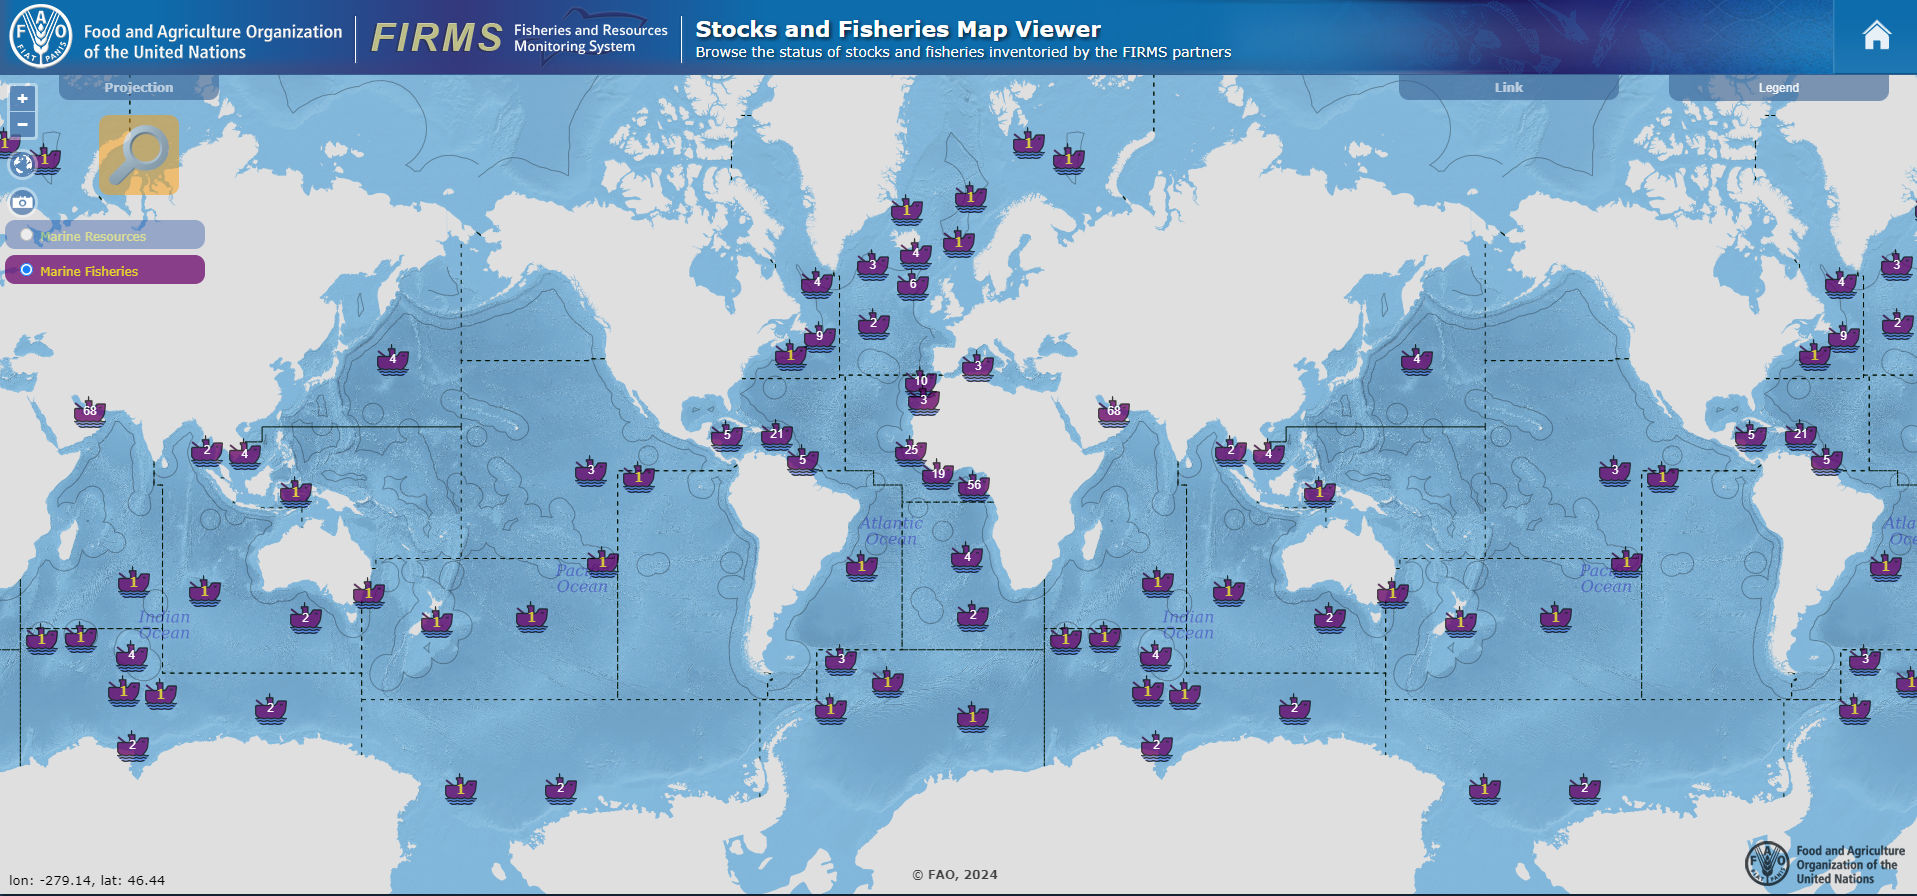 Food and Agriculture Organization
of the United Nations
FIRMS
Fisheries and Resources
Monitoring System
Stocks and Fisheries Map Viewer
Browse the status of stocks and fisheries inventoried by the FIRMS partners
FAO
FIAT PANIS
Projection
Link
Legend
+
−
Marine Resources
Marine Fisheries
1
1
1
1
1
1
1
4
3
4
6
3
4
2
9
1
3
4
2
9
1
4
3
10
3
4
68
68
5
21
5
25
19
56
2
4
1
3
1
2
4
1
3
1
5
21
5
Atlantic
Ocean
Atla
Oce
4
1
1
Pacific
Ocean
1
Pacific
Ocean
1
1
1
1
2
1
1
2
1
1
2
1
1
1
Indian
Ocean
Indian
Ocean
1
1
4
1
1
4
3
1
3
1
1
1
2
1
1
1
2
1
1
2
2
1
2
1
2
lon: -279.14, lat: 46.44
© FAO, 2024
FAO
FIAT PANIS
Food and Agriculture
Organization of the
United Nations